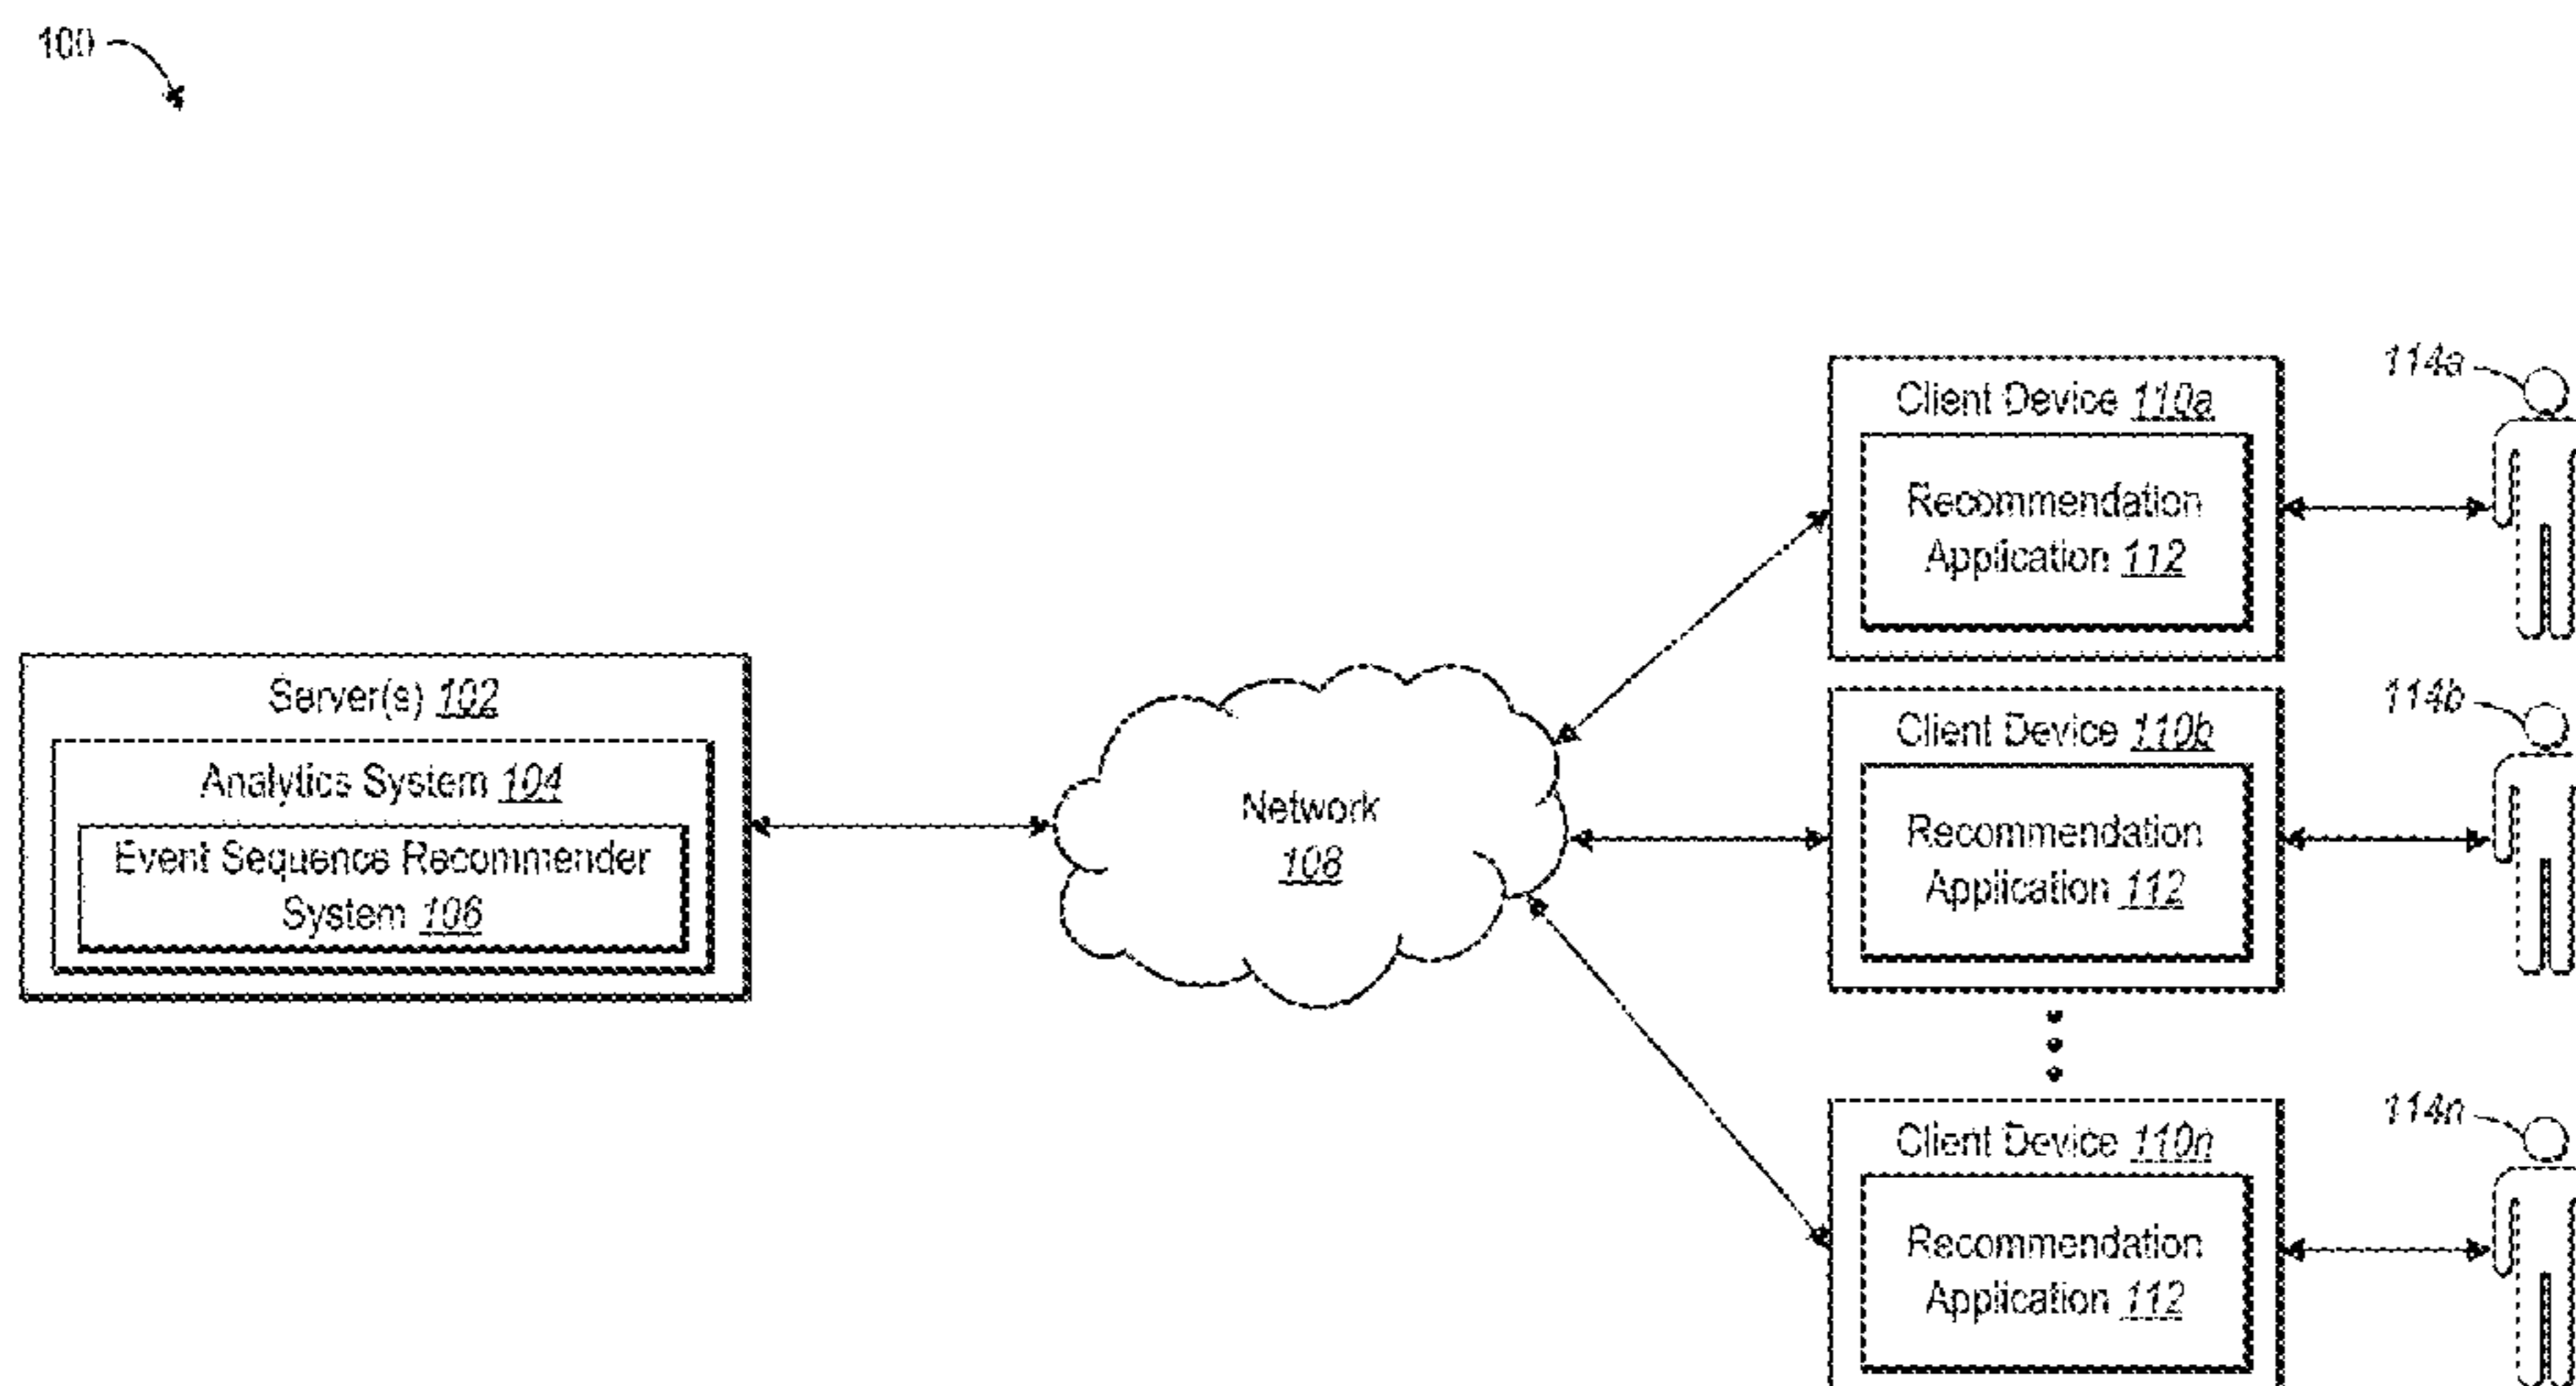 100
Server(s) 102
Analytics System 104
Event Sequence Recommender
System 106
Network
108
Client Device 110a
Recommendation
Application 112
114a
Client Device 110b
Recommendation
Application 112
114b
Client Device 110n
Recommendation
Application 112
114n